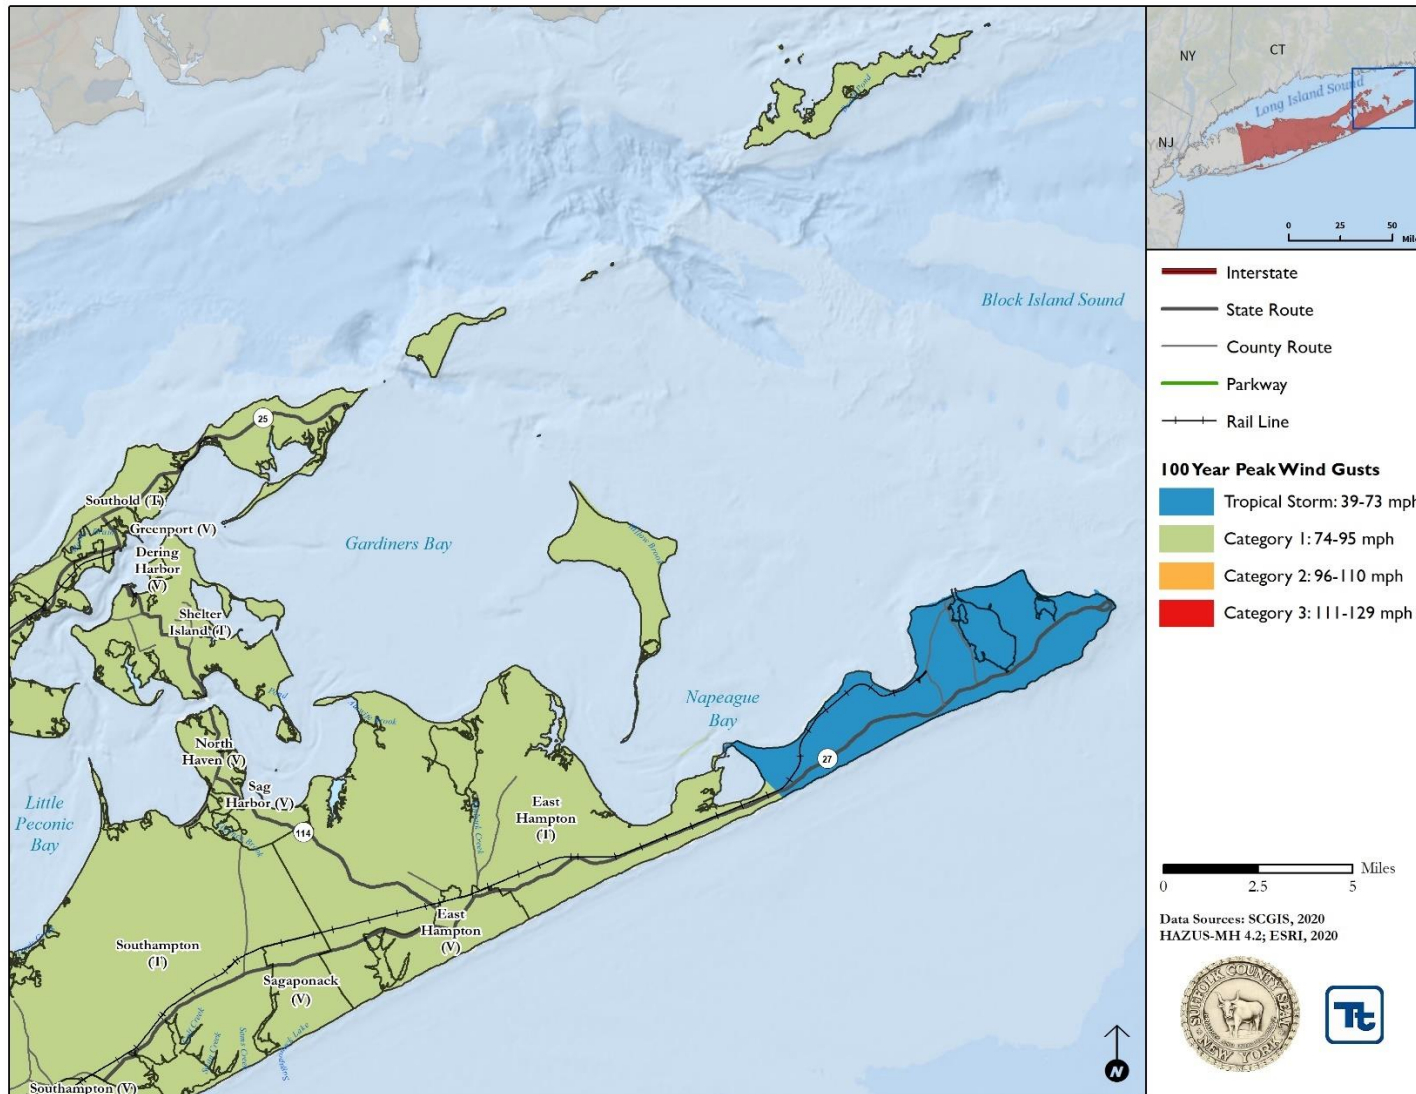 NY
CT
Long Island Sound
NJ
0
25
50
Mile
Interstate
State Route
County Route
Parkway
Rail Line
100 Year Peak Wind Gusts
Tropical Storm: 39-73 mph
Category 1: 74-95 mph
Category 2: 96-110 mph
Category 3: 111-129 mph
0
2.5
5
Miles
Data Sources: SCGIS, 2020
HAZUS-MH 4.2; ESRI, 2020
SUFFOLK COUNTY SEAL
NEW YORK
Tt
N
Block Island Sound
25
Southold (T)
Greenport (V)
Dering
Harbor
(V)
Gardiners Bay
Shelter
Island (T)
Pond
Napeague
Bay
27
North
Haven (V)
Sag
Harbor (V)
Little
Peconic
Bay
East
Hampton
(T)
114
East
Hampton
(V)
Southampton
(T)
Sagaponack
(V)
Southampton (V)